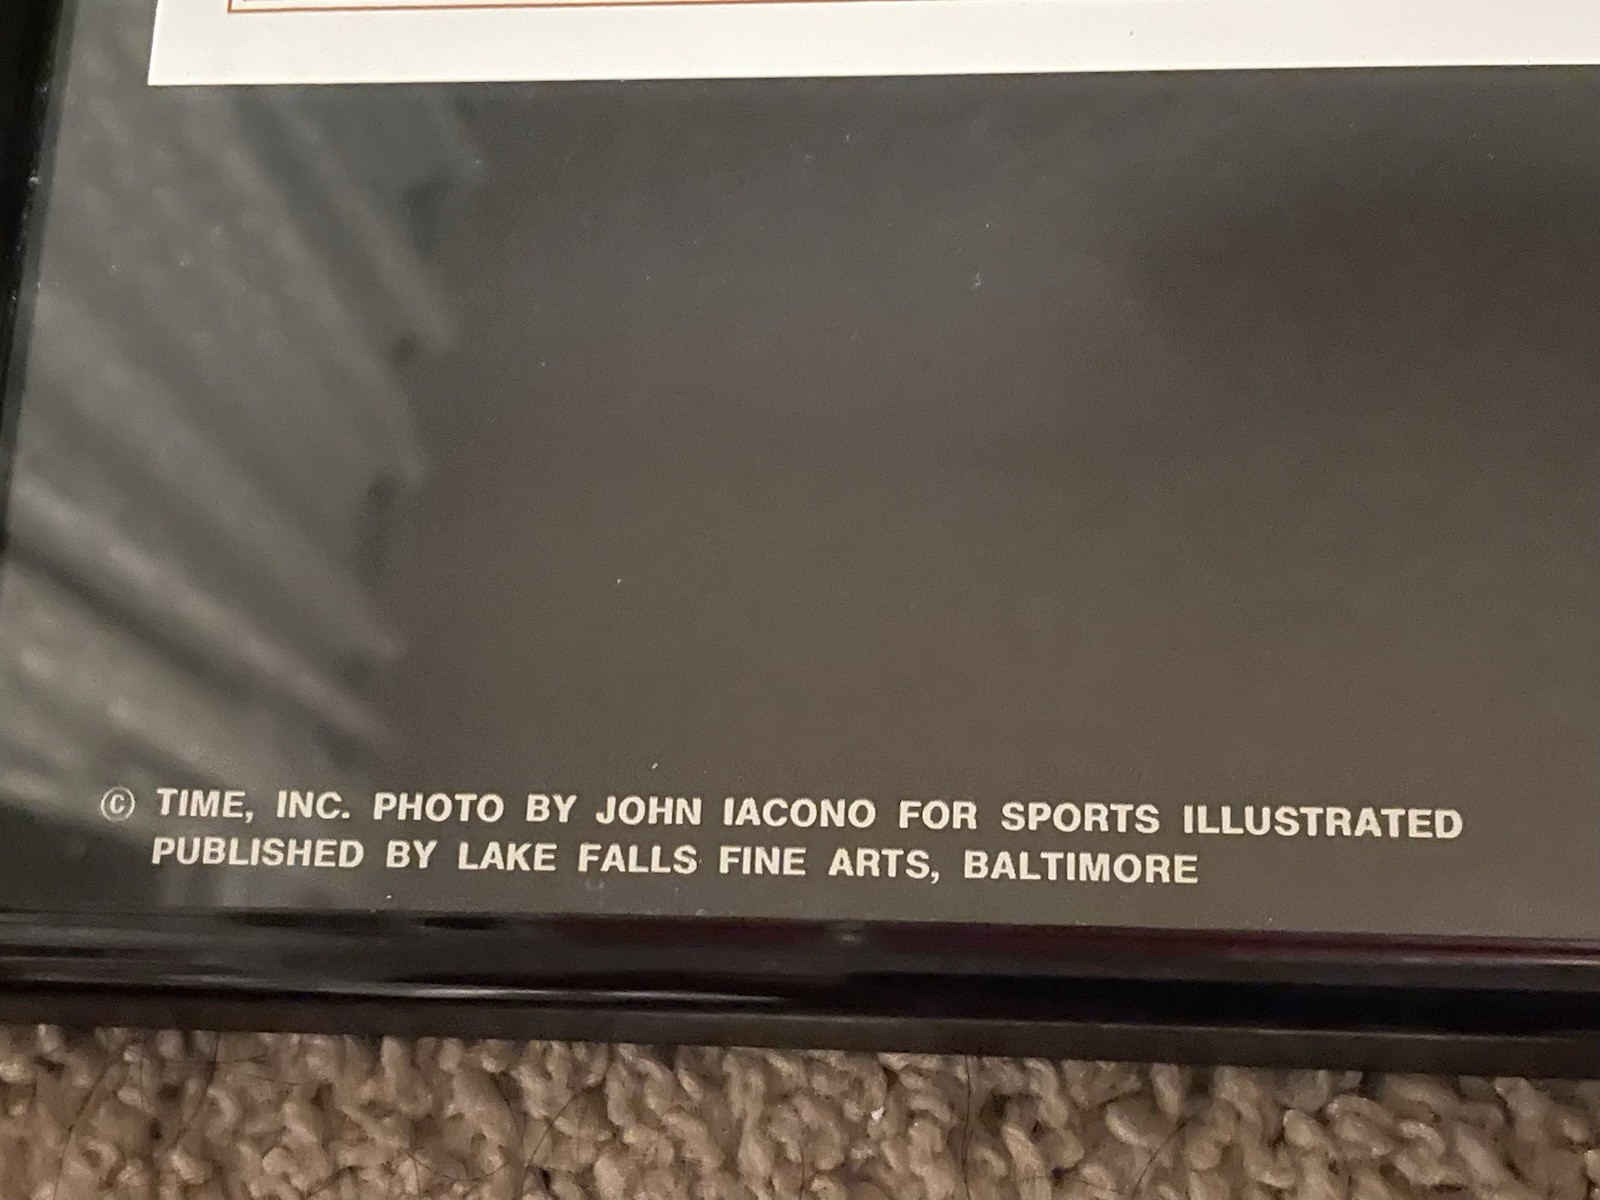 © TIME, INC. PHOTO BY JOHN IACONO FOR SPORTS ILLUSTRATED
PUBLISHED BY LAKE FALLS FINE ARTS, BALTIMORE